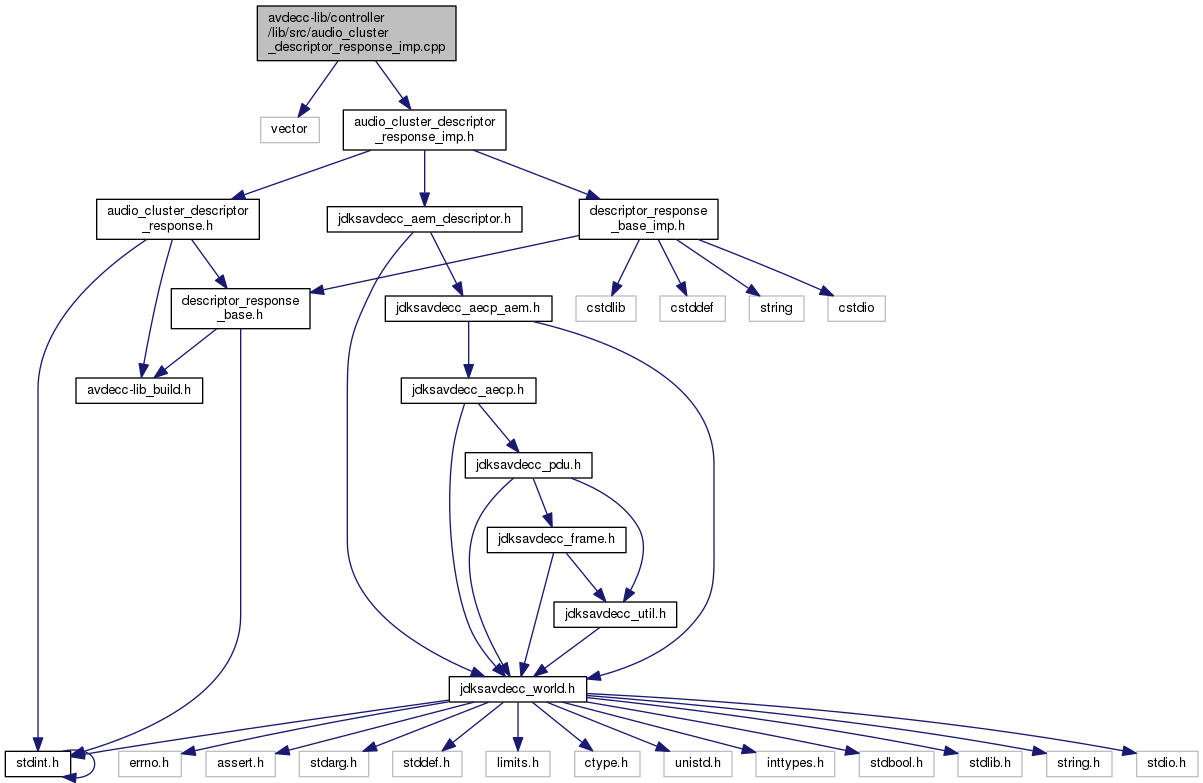 avdecc-lib/controller
/lib/src/audio_cluster
_descriptor_response_imp.cpp
vector
audio_cluster_descriptor
_response_imp.h
audio_cluster_descriptor
_response.h
jdksavdecc_aem_descriptor.h
descriptor_response
_base_imp.h
descriptor_response
_base.h
jdksavdecc_aecp_aem.h
cstdlib
cstddef
string
cstdio
avdecc-lib_build.h
jdksavdecc_aecp.h
jdksavdecc_pdu.h
jdksavdecc_frame.h
jdksavdecc_util.h
jdksavdecc_world.h
stdint.h
errno.h
assert.h
stdarg.h
stddef.h
limits.h
ctype.h
unistd.h
inttypes.h
stdbool.h
stdlib.h
string.h
stdio.h